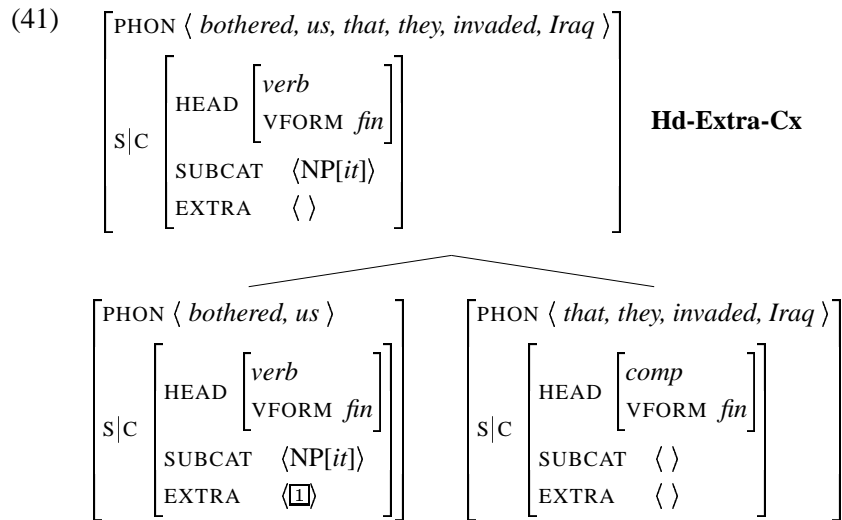 (41)
[PHON ⟨ bothered, us, that, they, invaded, Iraq ⟩]
S|C [HEAD [verb
VFORM fin]
SUBCAT ⟨NP[it]⟩
EXTRA ⟨ ⟩]
Hd-Extra-Cx
[PHON ⟨ bothered, us ⟩]
S|C [HEAD [verb
VFORM fin]
SUBCAT ⟨NP[it]⟩
EXTRA ⟨1⟩]
[PHON ⟨ that, they, invaded, Iraq ⟩]
S|C [HEAD [comp
VFORM fin]
SUBCAT ⟨ ⟩
EXTRA ⟨ ⟩]